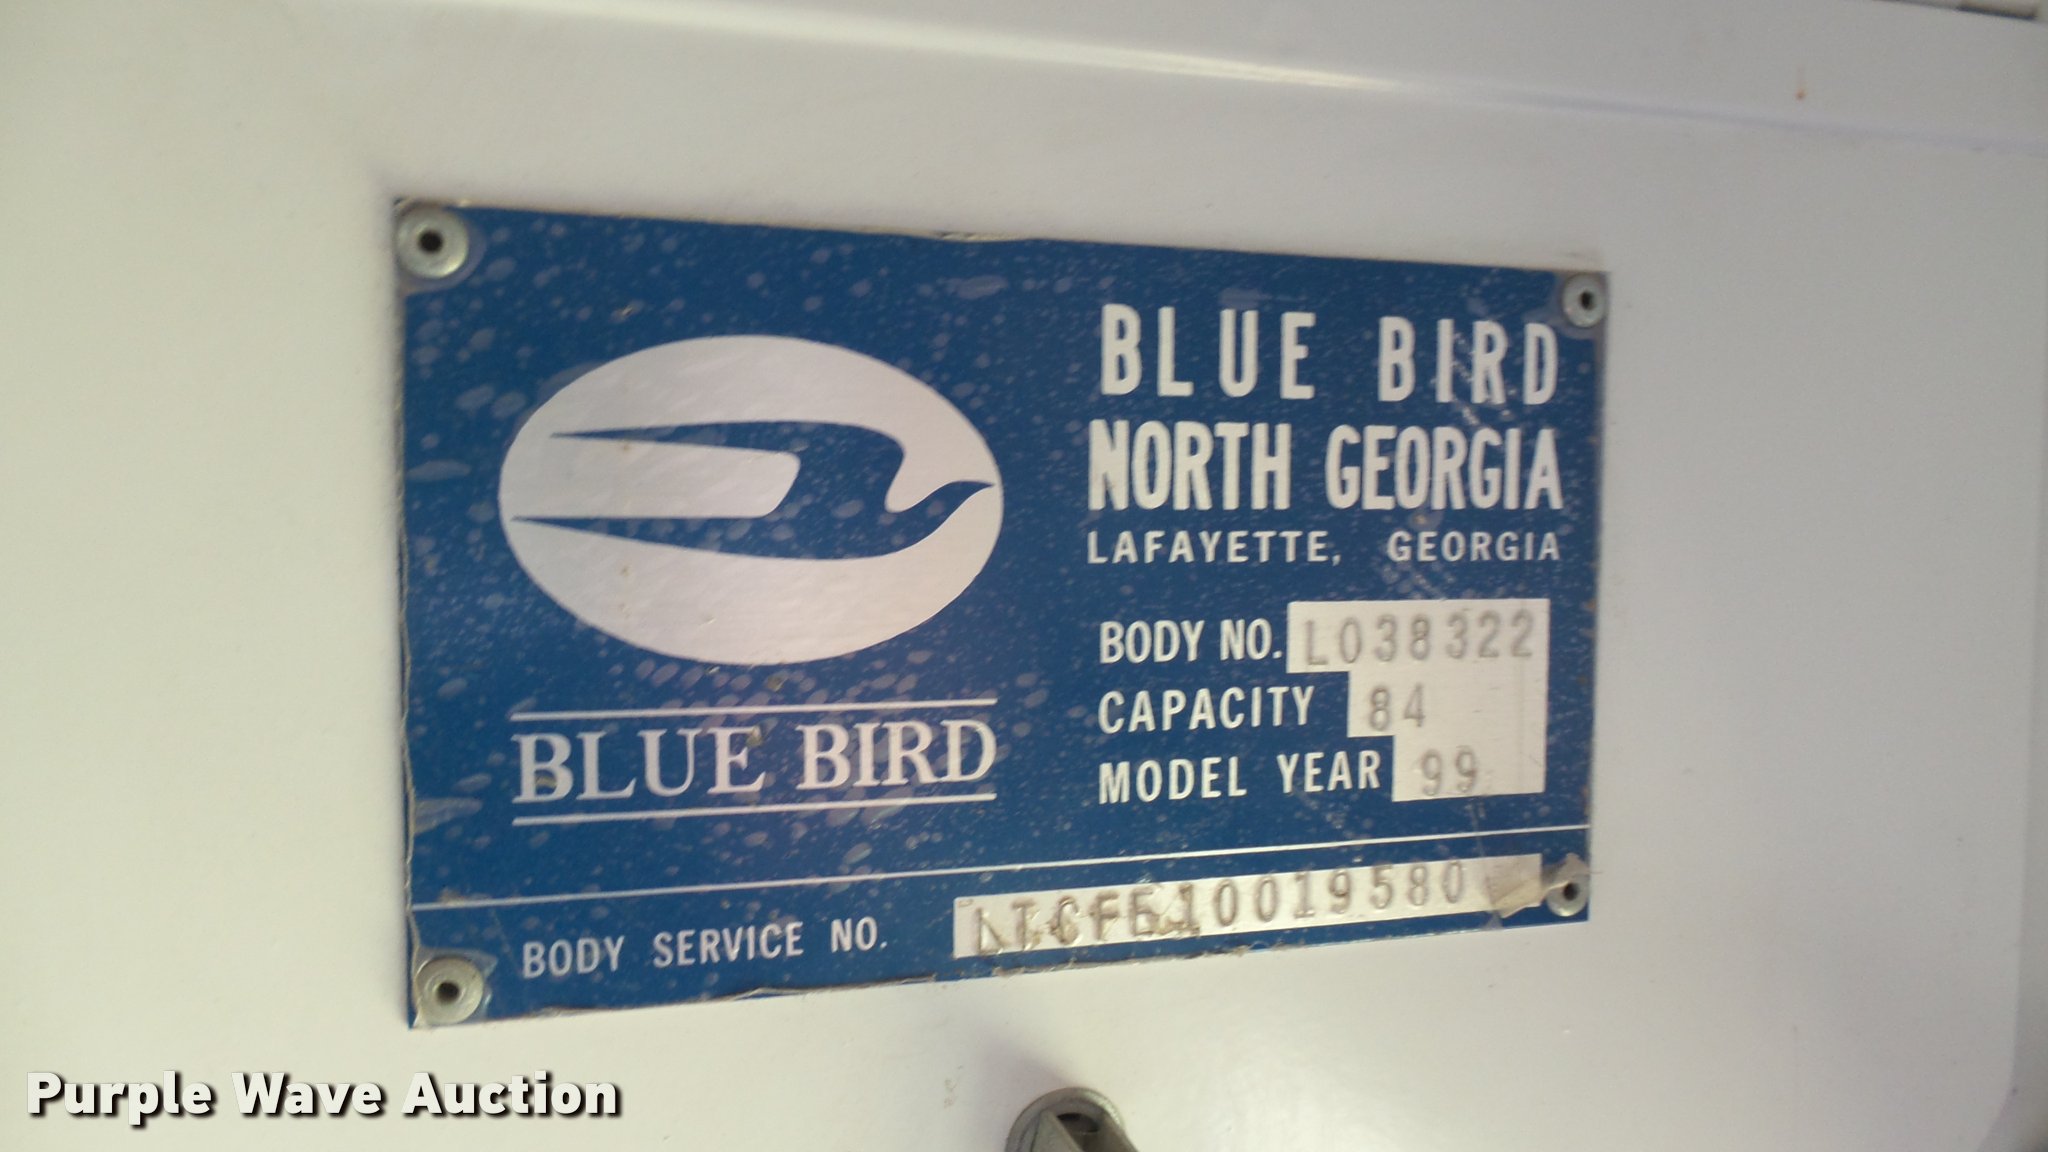 BLUE BIRD
NORTH GEORGIA
LAFAYETTE, GEORGIA
BODY NO. L038322
CAPACITY 84
MODEL YEAR 99
BLUE BIRD
BODY SERVICE NO.
Purple Wave Auction